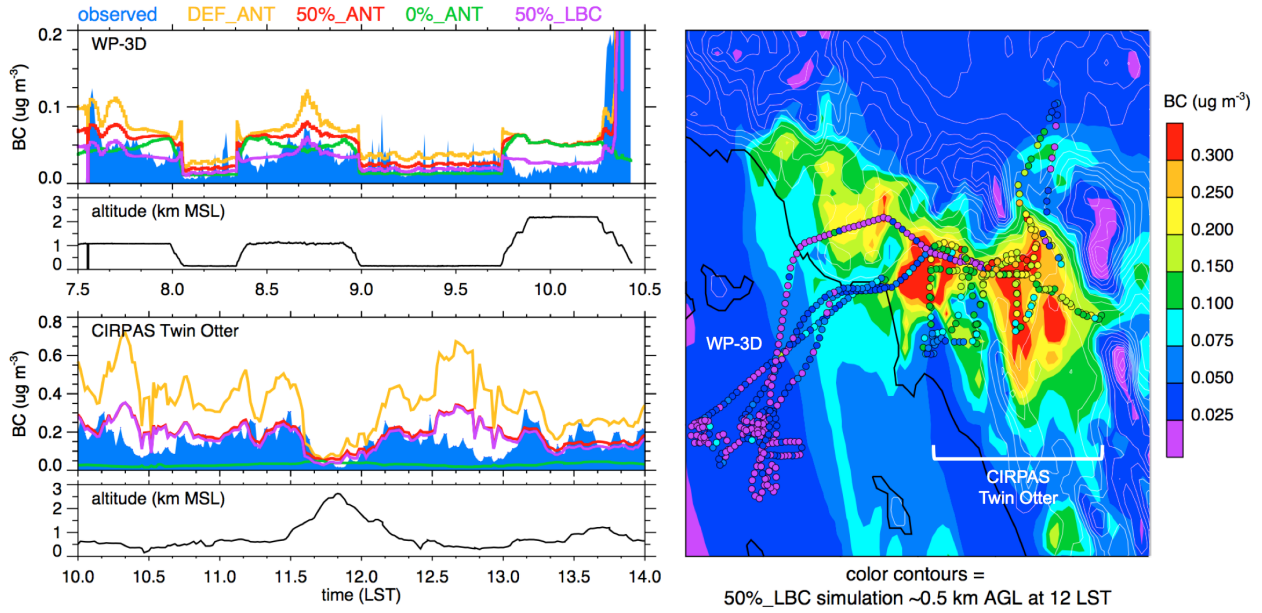 observed DEF_ANT 50%_ANT 0%_ANT 50%_LBC
WP-3D
BC (ug m-3)
0.2
0.1
0.0
altitude (km MSL)
3
2
1
0
7.5 8.0 8.5 9.0 9.5 10.0 10.5
CIRPAS Twin Otter
BC (ug m-3)
0.8
0.6
0.4
0.2
0.0
altitude (km MSL)
3
2
1
0
10.0 10.5 11.0 11.5 12.0 12.5 13.0 13.5 14.0
time (LST)
WP-3D
CIRPAS
Twin Otter
BC (ug m-3)
0.300
0.250
0.200
0.150
0.100
0.075
0.050
0.025
color contours =
50%_LBC simulation ~0.5 km AGL at 12 LST